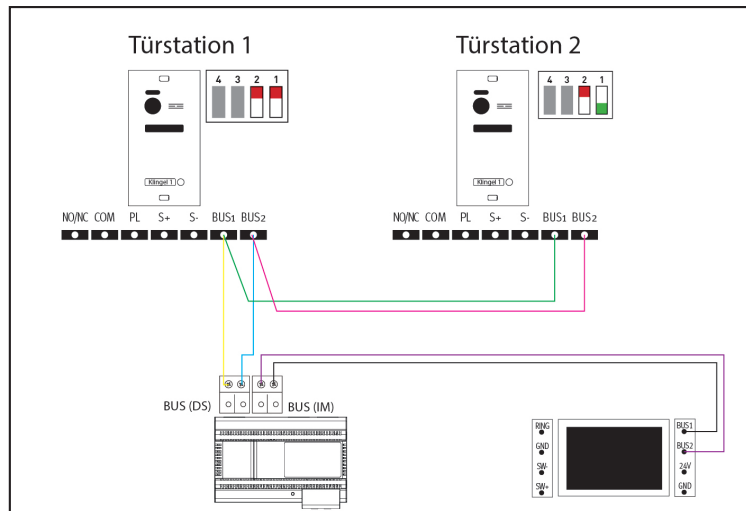 Türstation 1
Türstation 2
4 3 2 1
4 3 2 1
Klingel 1
Klingel 1
NO/NC COM PL S+ S- BUS1 BUS2
NO/NC COM PL S+ S- BUS1 BUS2
BUS (DS)
BUS (IM)
RING
GND
SW-
SW+
BUS1
BUS2
24V
GND